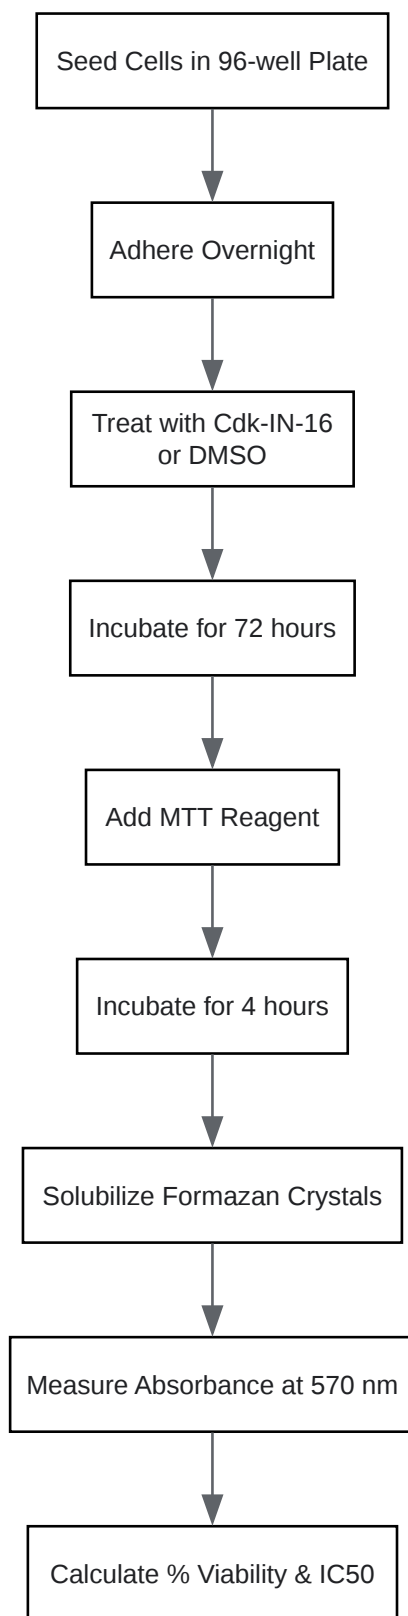 Seed Cells in 96-well Plate
Adhere Overnight
Treat with Cdk-IN-16
or DMSO
Incubate for 72 hours
Add MTT Reagent
Incubate for 4 hours
Solubilize Formazan Crystals
Measure Absorbance at 570 nm
Calculate % Viability & IC50